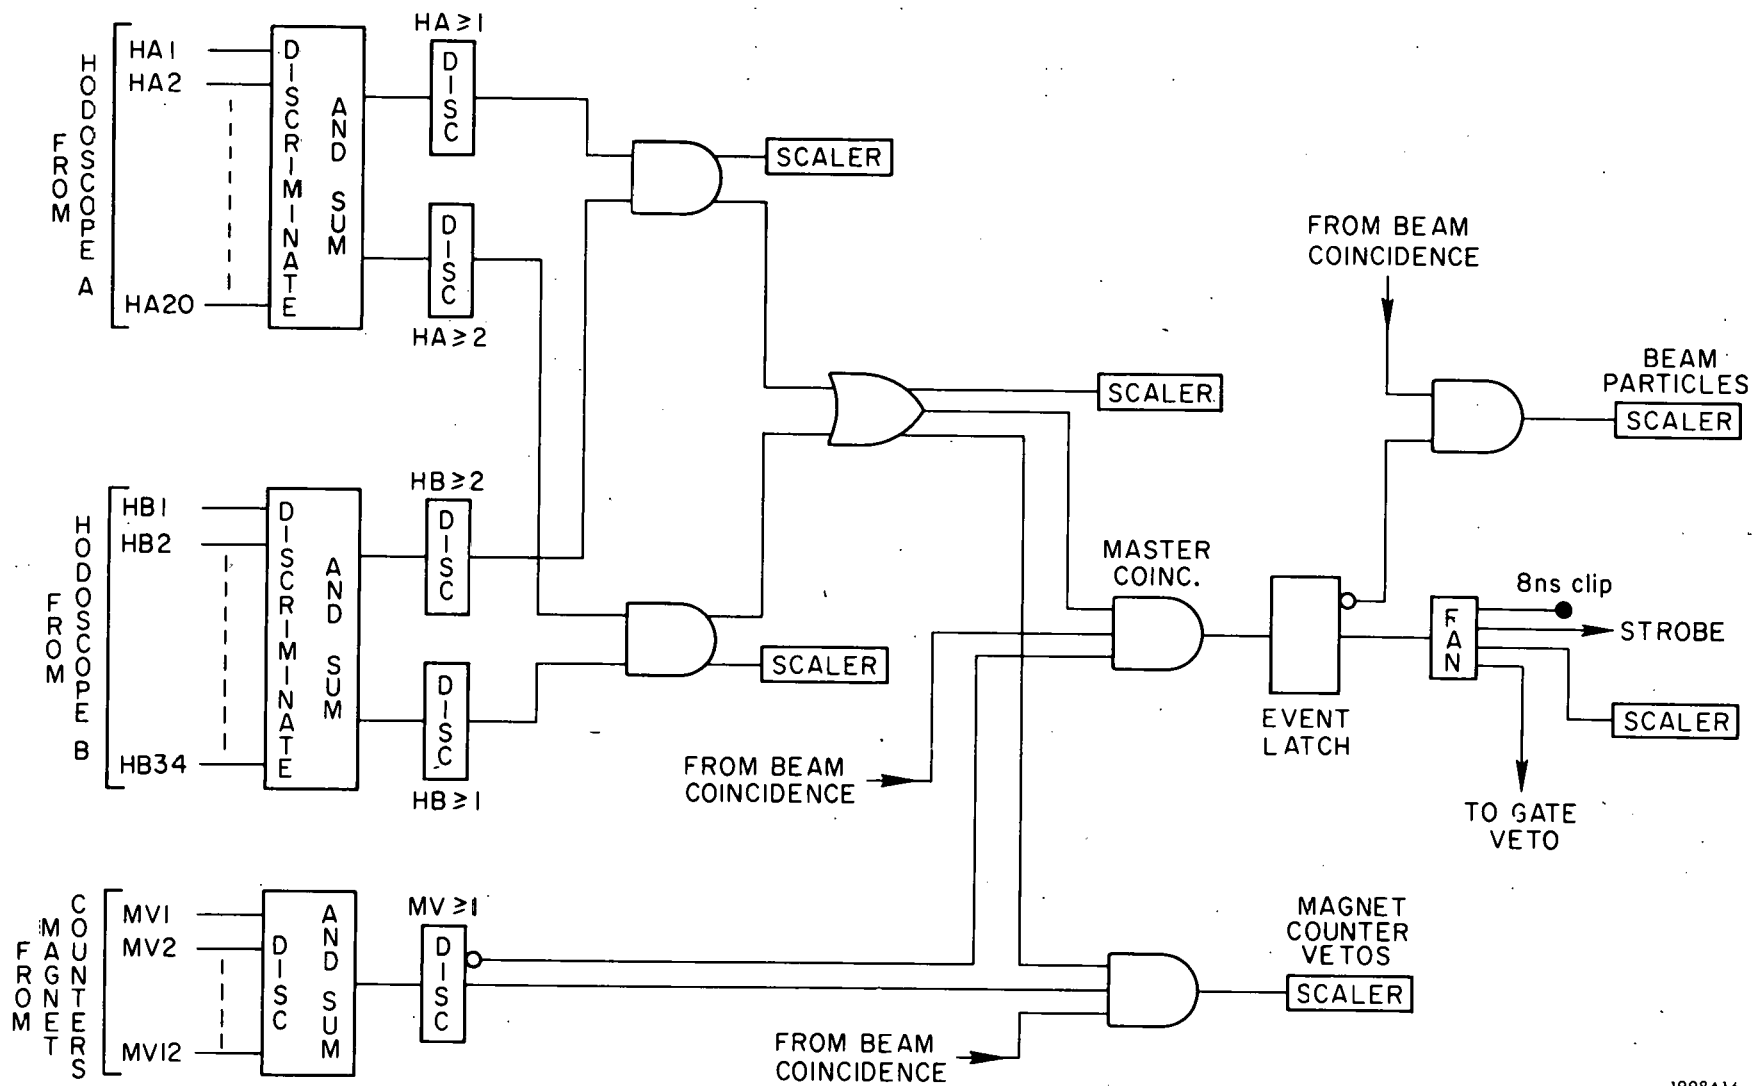 FROM
HODOSCOPE A
HA1
HA2
HA20
DISCRIMINATE
AND SUM
HA ≥ 1
DISC
DISC
HA ≥ 2
SCALER
FROM
HODOSCOPE B
HB1
HB2
HB34
DISCRIMINATE
AND SUM
HB ≥ 2
DISC
DISC
HB ≥ 1
SCALER
SCALER
FROM BEAM
COINCIDENCE
BEAM
PARTICLES
SCALER
MASTER
COINC.
EVENT
LATCH
FAN
8ns clip
STROBE
SCALER
TO GATE
VETO
FROM BEAM
COINCIDENCE
FROM
MAGNET
COUNTERS
MV1
MV2
MV12
DISC
AND SUM
MV ≥ 1
DISC
FROM BEAM
COINCIDENCE
MAGNET
COUNTER
VETOS
SCALER